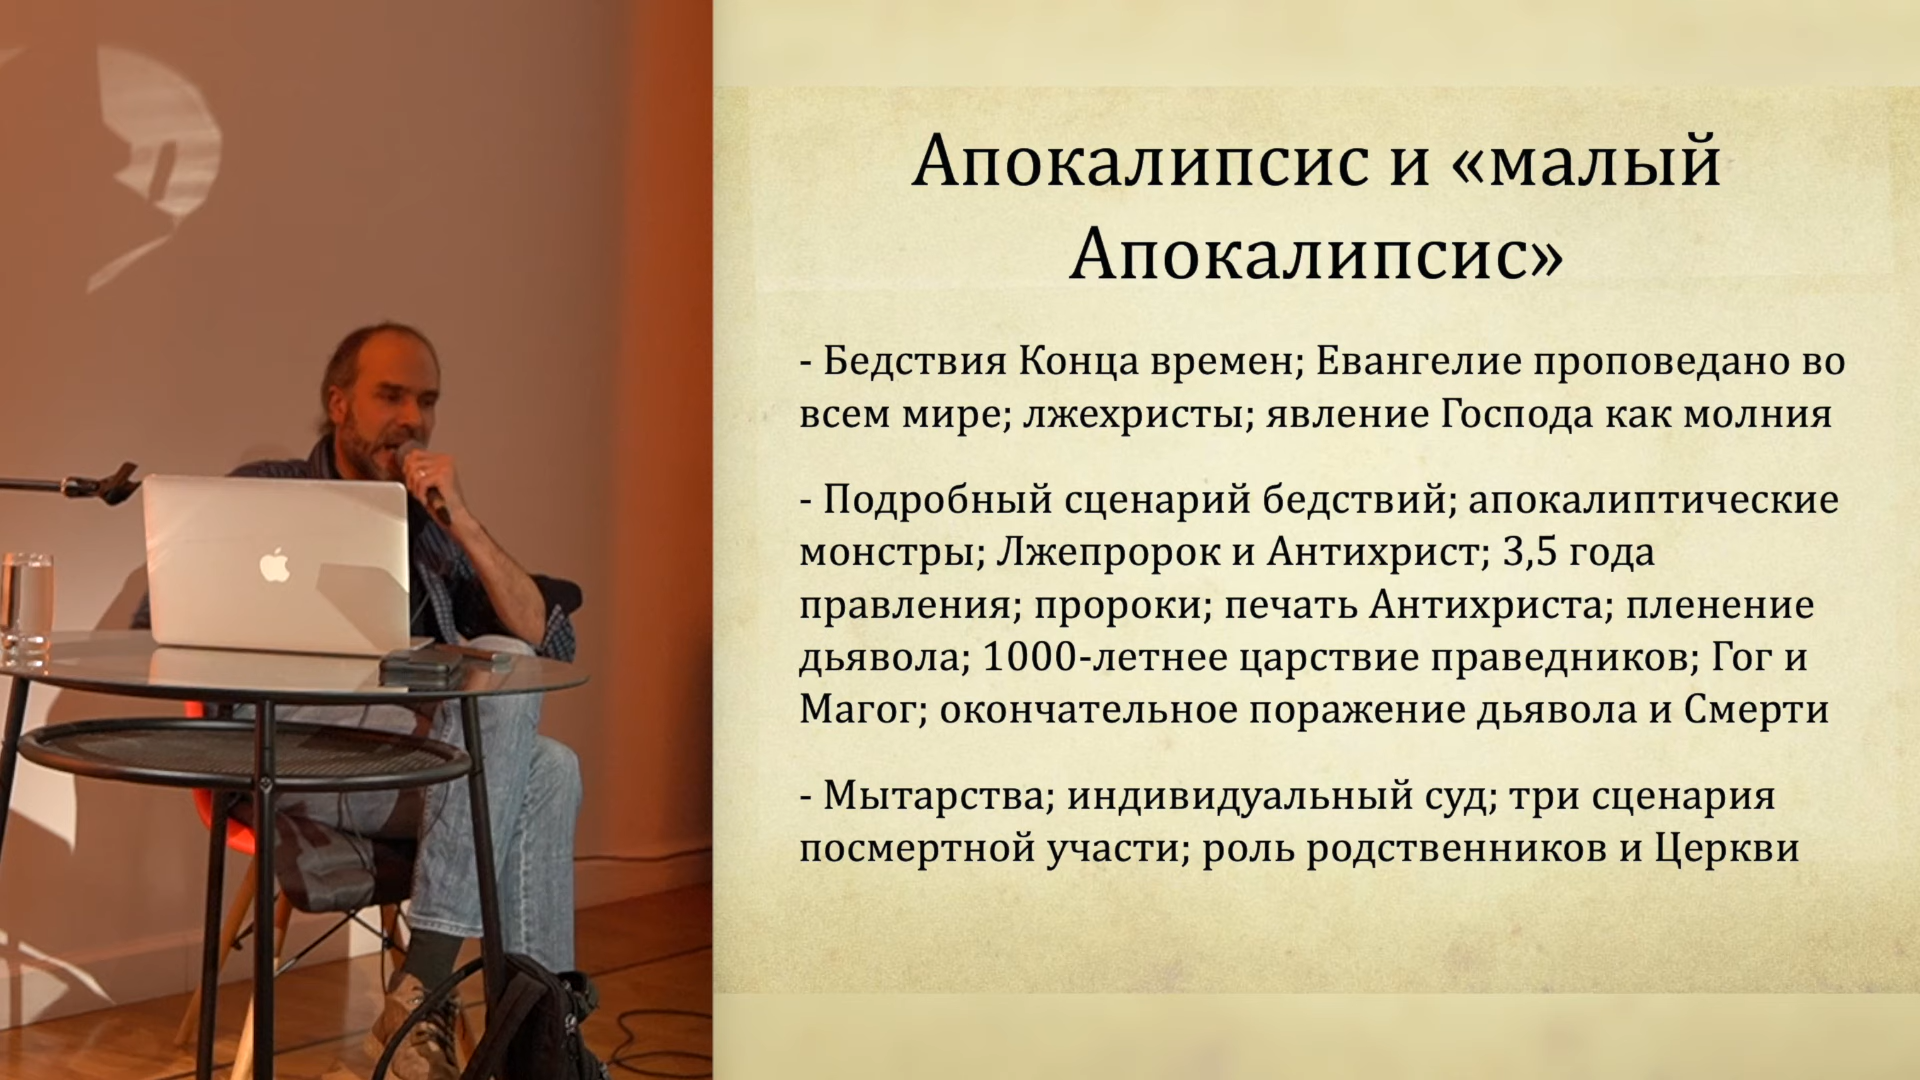 Апокалипсис и «малый
Апокалипсис»
- Бедствия Конца времен; Евангелие проповедано во
всем мире; лжехристы; явление Господа как молния
- Подробный сценарий бедствий; апокалиптические
монстры; Лжепророк и Антихрист; 3,5 года
правления; пророки; печать Антихриста; пленение
дьявола; 1000-летнее царствие праведников; Гог и
Магог; окончательное поражение дьявола и Смерти
- Мытарства; индивидуальный суд; три сценария
посмертной участи; роль родственников и Церкви